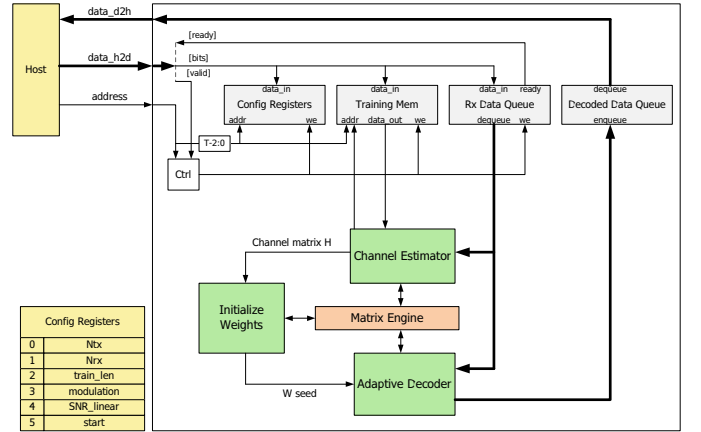 data_d2h
[ready]
Host
data_h2d
[bits]
[valid]
address
data_in
Config Registers
addr
we
data_in
Training Mem
addr
data_out
we
data_in
ready
Rx Data Queue
dequeue
we
dequeue
Decoded Data Queue
enqueue
T-2:0
Ctrl
Channel matrix H
Channel Estimator
Initialize
Weights
Matrix Engine
W seed
Adaptive Decoder
Config Registers
0 Ntx
1 Nrx
2 train_len
3 modulation
4 SNR_linear
5 start